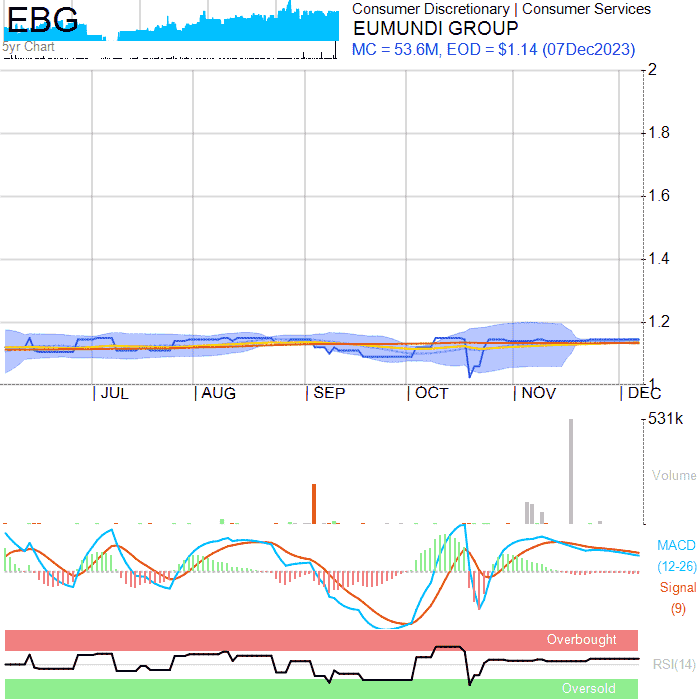 EBG
Consumer Discretionary | Consumer Services
EUMUNDI GROUP
5yr Chart
MC = 53.6M, EOD = $1.14 (07Dec2023)
2
1.8
1.6
1.4
1.2
1
JUL AUG SEP OCT NOV DEC
531k
Volume
MACD
(12-26)
Signal
(9)
Overbought
RSI(14)
Oversold